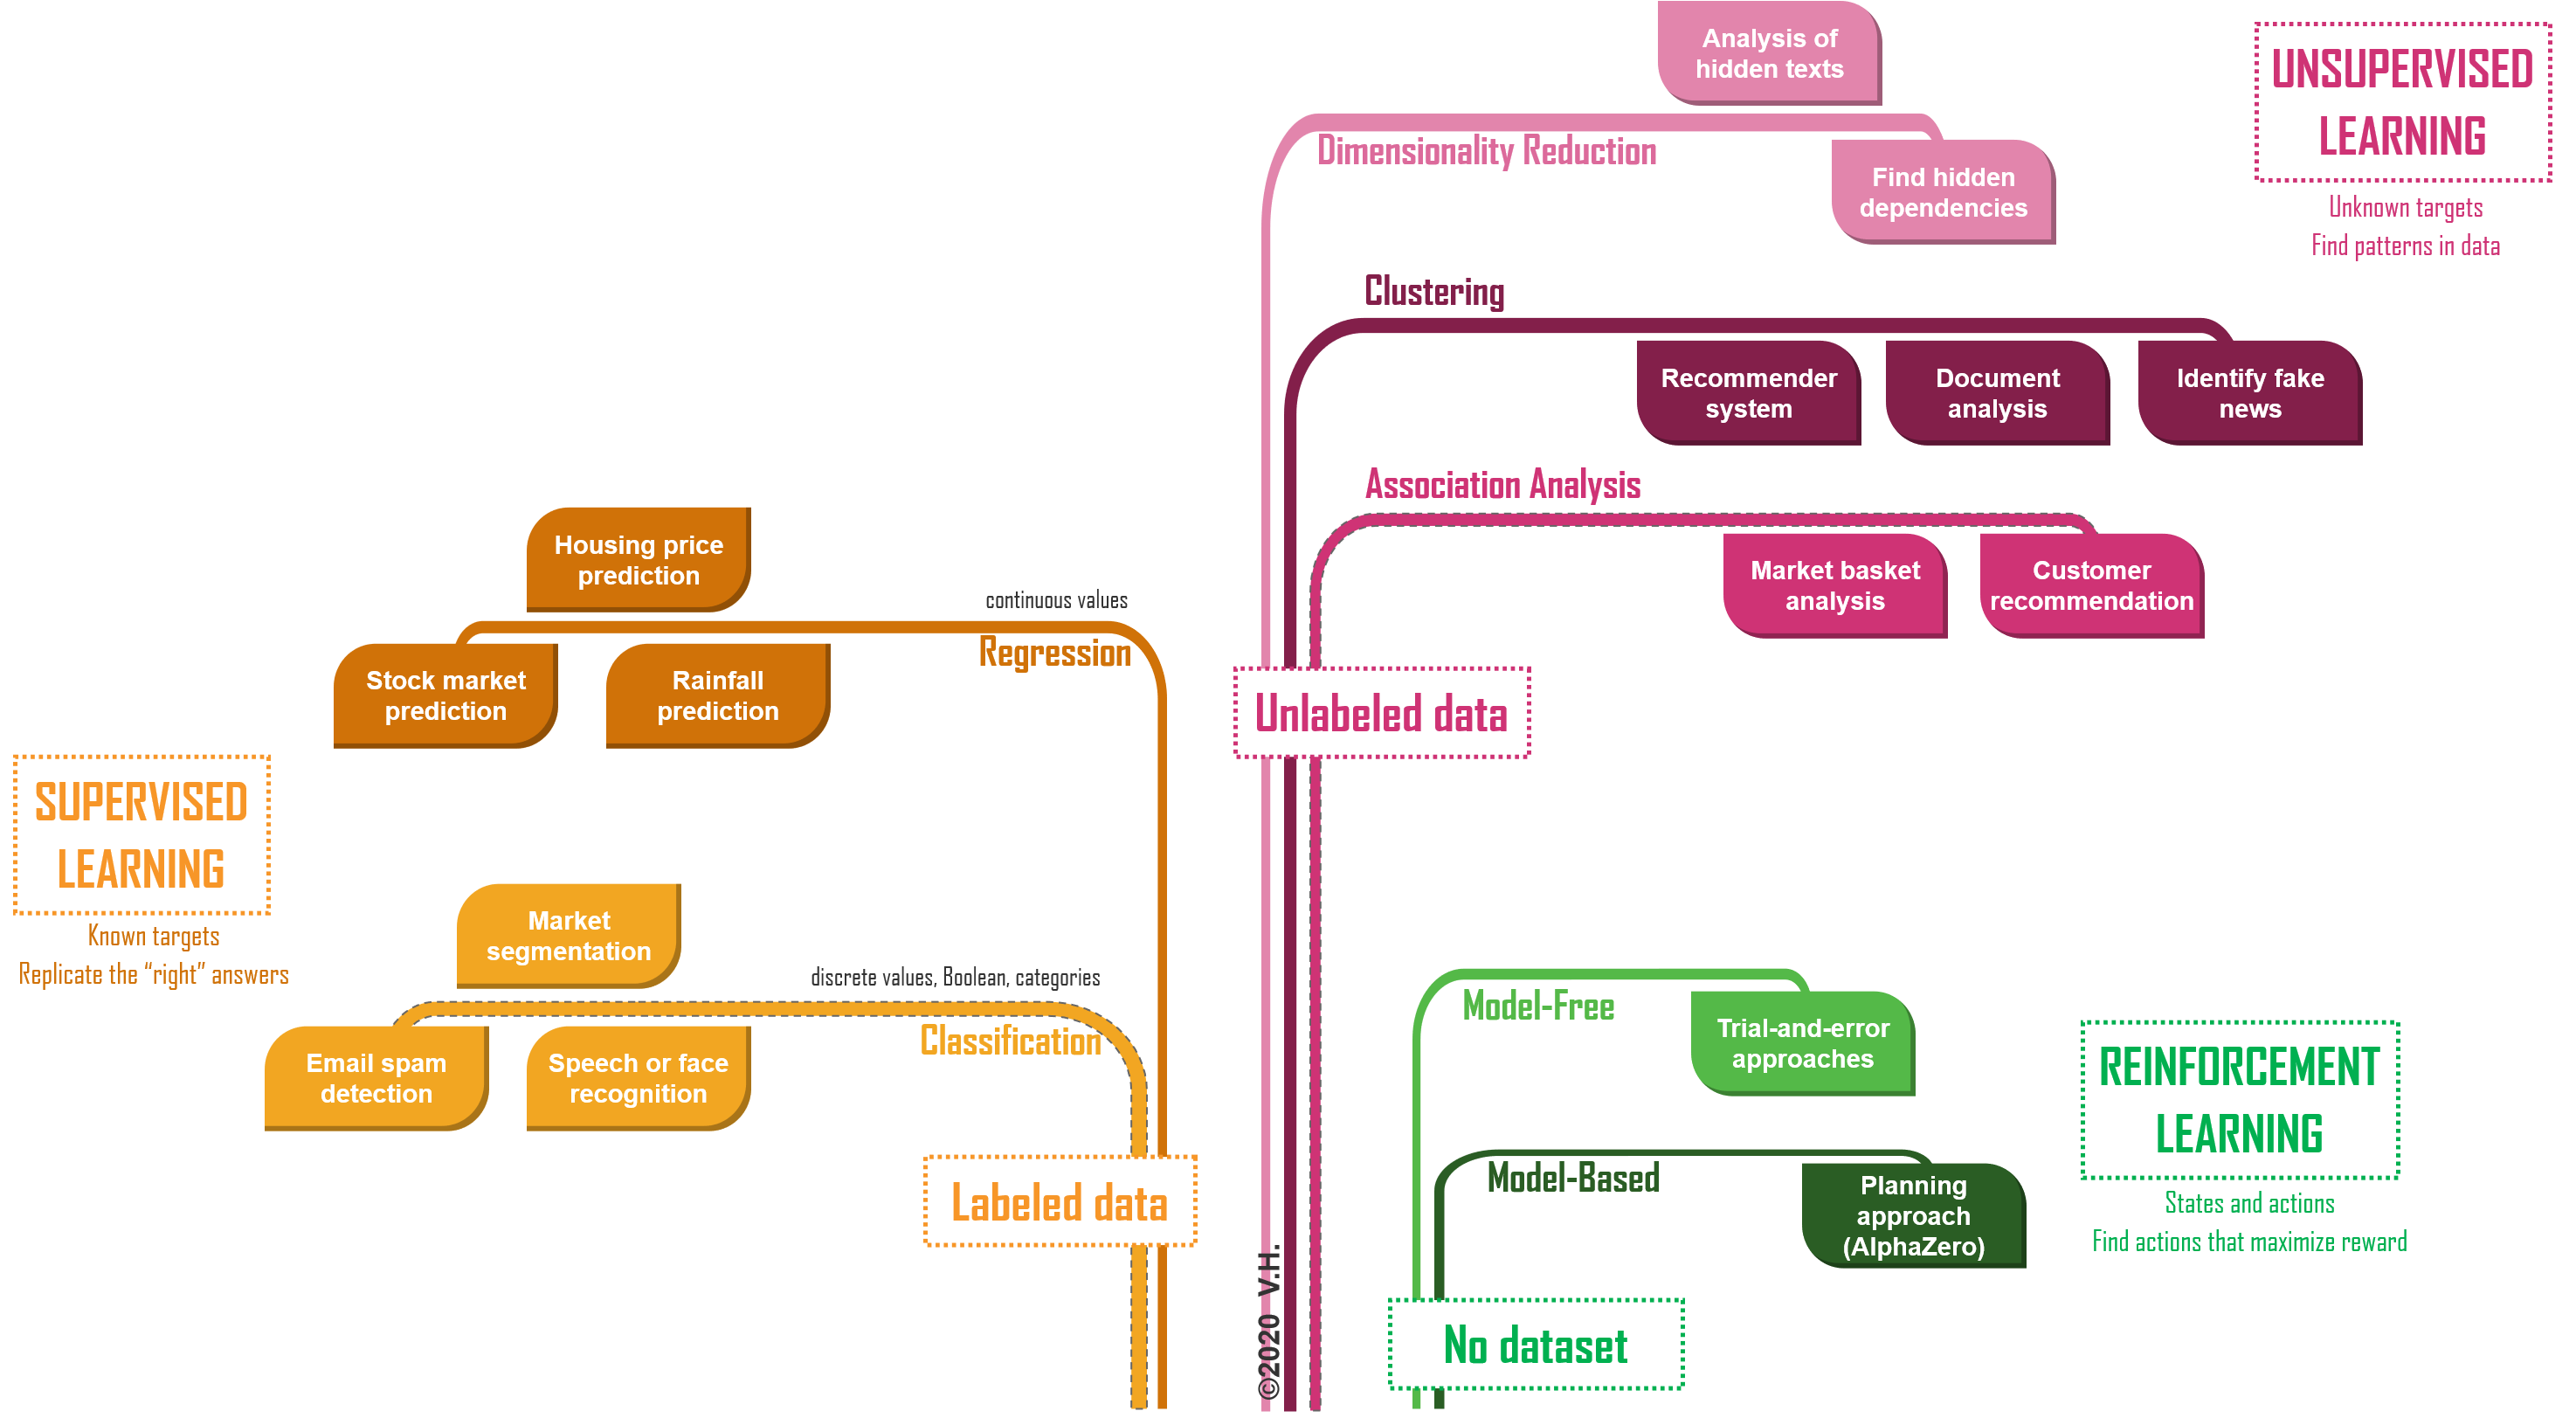 Analysis of
hidden texts
Dimensionality Reduction
Find hidden
dependencies
UNSUPERVISED
LEARNING
Unknown targets
Find patterns in data
Clustering
Recommender
system
Document
analysis
Identify fake
news
Association Analysis
Market basket
analysis
Customer
recommendation
Unlabeled data
Housing price
prediction
continuous values
Regression
Stock market
prediction
Rainfall
prediction
SUPERVISED
LEARNING
Known targets
Replicate the “right” answers
Market
segmentation
discrete values, Boolean, categories
Classification
Email spam
detection
Speech or face
recognition
Labeled data
Model-Free
Trial-and-error
approaches
Model-Based
Planning
approach
(AlphaZero)
REINFORCEMENT
LEARNING
States and actions
Find actions that maximize reward
No dataset
©2020 V.H.